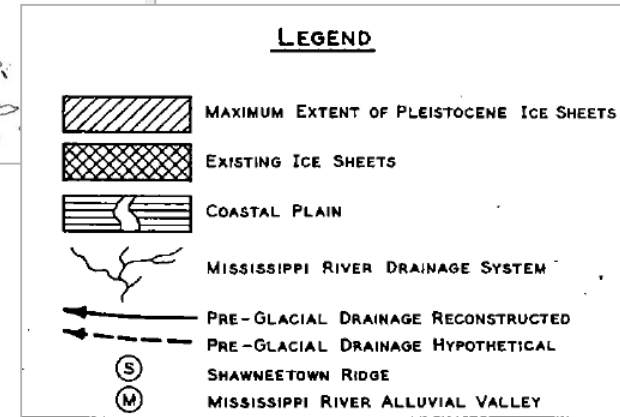 LEGEND
MAXIMUM EXTENT OF PLEISTOCENE ICE SHEETS
EXISTING ICE SHEETS
COASTAL PLAIN
MISSISSIPPI RIVER DRAINAGE SYSTEM
PRE-GLACIAL DRAINAGE RECONSTRUCTED
PRE-GLACIAL DRAINAGE HYPOTHETICAL
S SHAWNEETOWN RIDGE
M MISSISSIPPI RIVER ALLUVIAL VALLEY